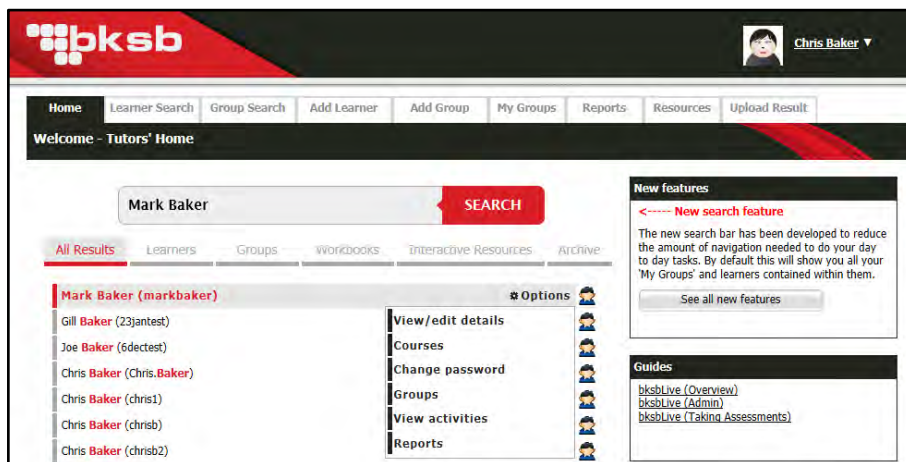 bksb
Chris Baker ▼
Home Learner Search Group Search Add Learner Add Group My Groups Reports Resources Upload Result
Welcome - Tutors' Home
Mark Baker SEARCH
All Results Learners Groups Workbooks Interactive Resources Archive
Mark Baker (markbaker) Options
Gill Baker (23jantest)
Joe Baker (6dectest)
Chris Baker (Chris.Baker)
Chris Baker (chris1)
Chris Baker (chrisb)
Chris Baker (chrisb2)
View/edit details
Courses
Change password
Groups
View activities
Reports
New features
<----- New search feature
The new search bar has been developed to reduce
the amount of navigation needed to do your day
to day tasks. By default this will show you all your
'My Groups' and learners contained within them.
See all new features
Guides
bksbLive (Overview)
bksbLive (Admin)
bksbLive (Taking Assessments)